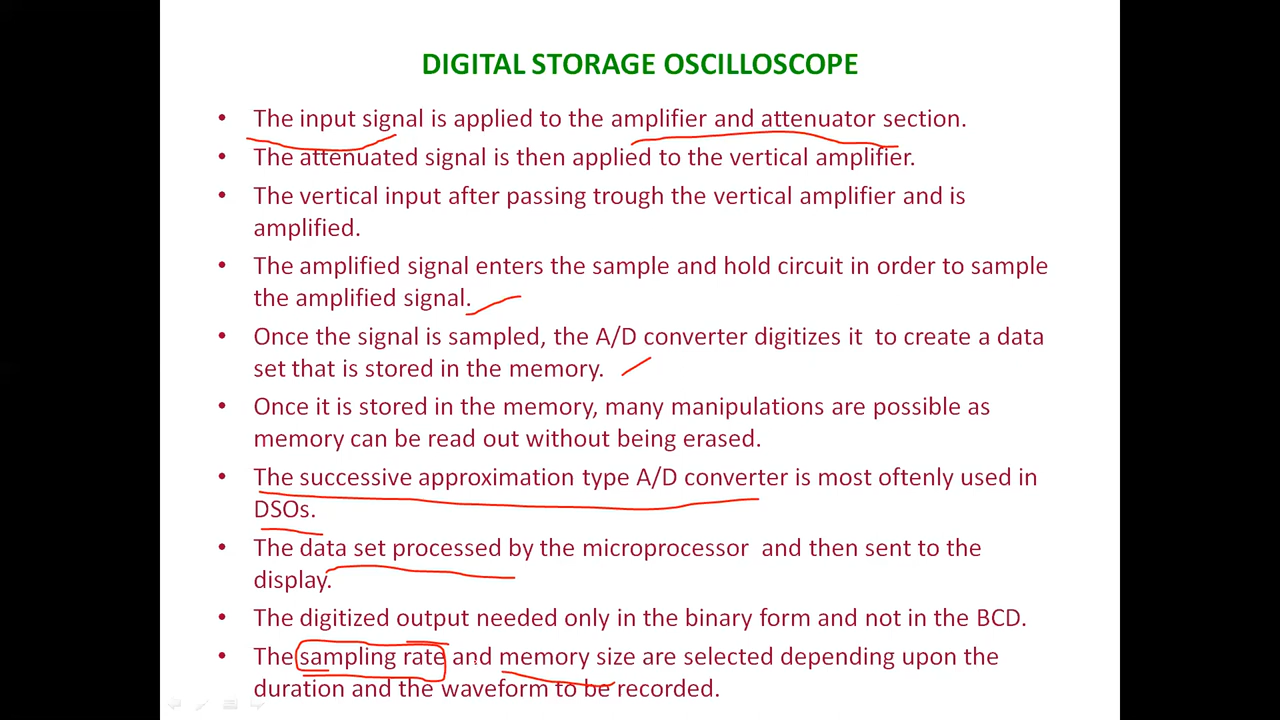 DIGITAL STORAGE OSCILLOSCOPE
• The input signal is applied to the amplifier and attenuator section.
• The attenuated signal is then applied to the vertical amplifier.
• The vertical input after passing trough the vertical amplifier and is
amplified.
• The amplified signal enters the sample and hold circuit in order to sample
the amplified signal.
• Once the signal is sampled, the A/D converter digitizes it  to create a data
set that is stored in the memory.
• Once it is stored in the memory, many manipulations are possible as
memory can be read out without being erased.
• The successive approximation type A/D converter is most oftenly used in
DSOs.
• The data set processed by the microprocessor  and then sent to the
display.
• The digitized output needed only in the binary form and not in the BCD.
• The sampling rate and memory size are selected depending upon the
duration and the waveform to be recorded.